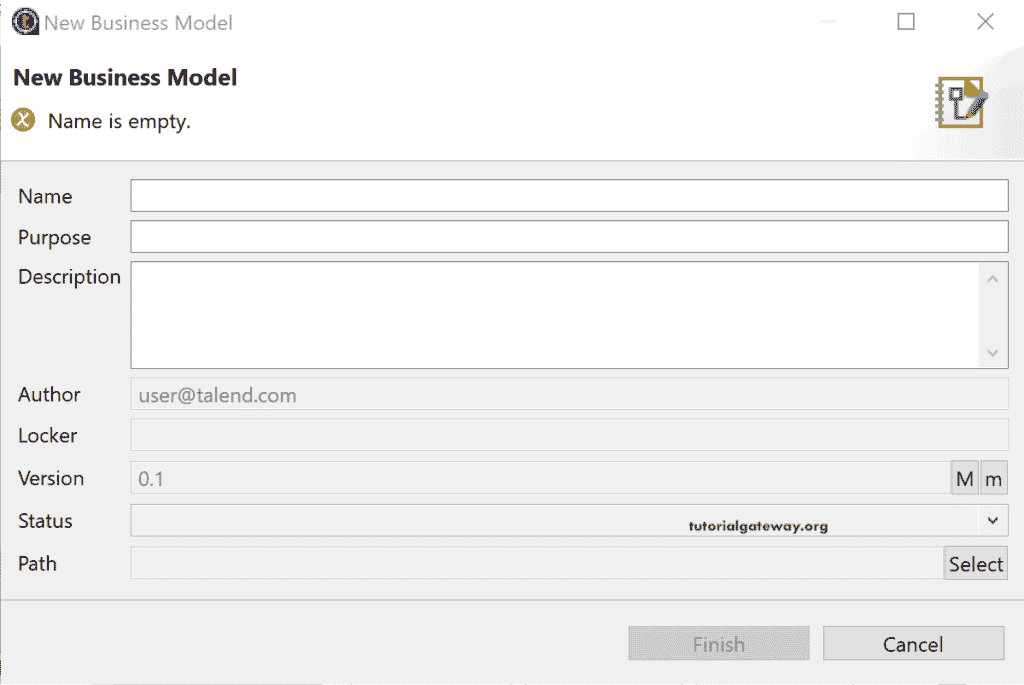 New Business Model
New Business Model
Name is empty.
Name
Purpose
Description
Author user@talend.com
Locker
Version 0.1 M m
Status
tutorialgateway.org
Path Select
Finish Cancel